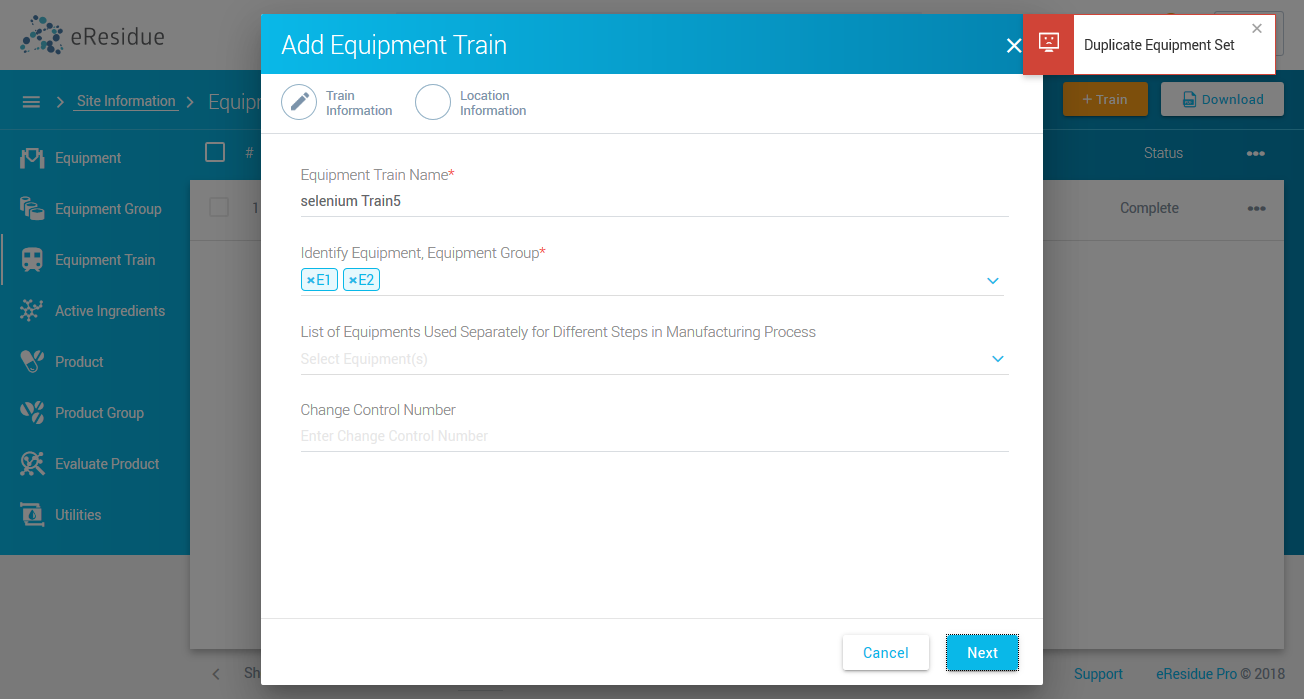 eResidue
Add Equipment Train
Duplicate Equipment Set
Site Information
+ Train
Download
Train
Information
Location
Information
Equipment
Equipment Group
Equipment Train
Active Ingredients
Product
Product Group
Evaluate Product
Utilities
#
Status
1
Complete
Equipment Train Name*
selenium Train5
Identify Equipment, Equipment Group*
×E1 ×E2
List of Equipments Used Separately for Different Steps in Manufacturing Process
Select Equipment(s)
Change Control Number
Enter Change Control Number
Cancel
Next
Support
eResidue Pro © 2018